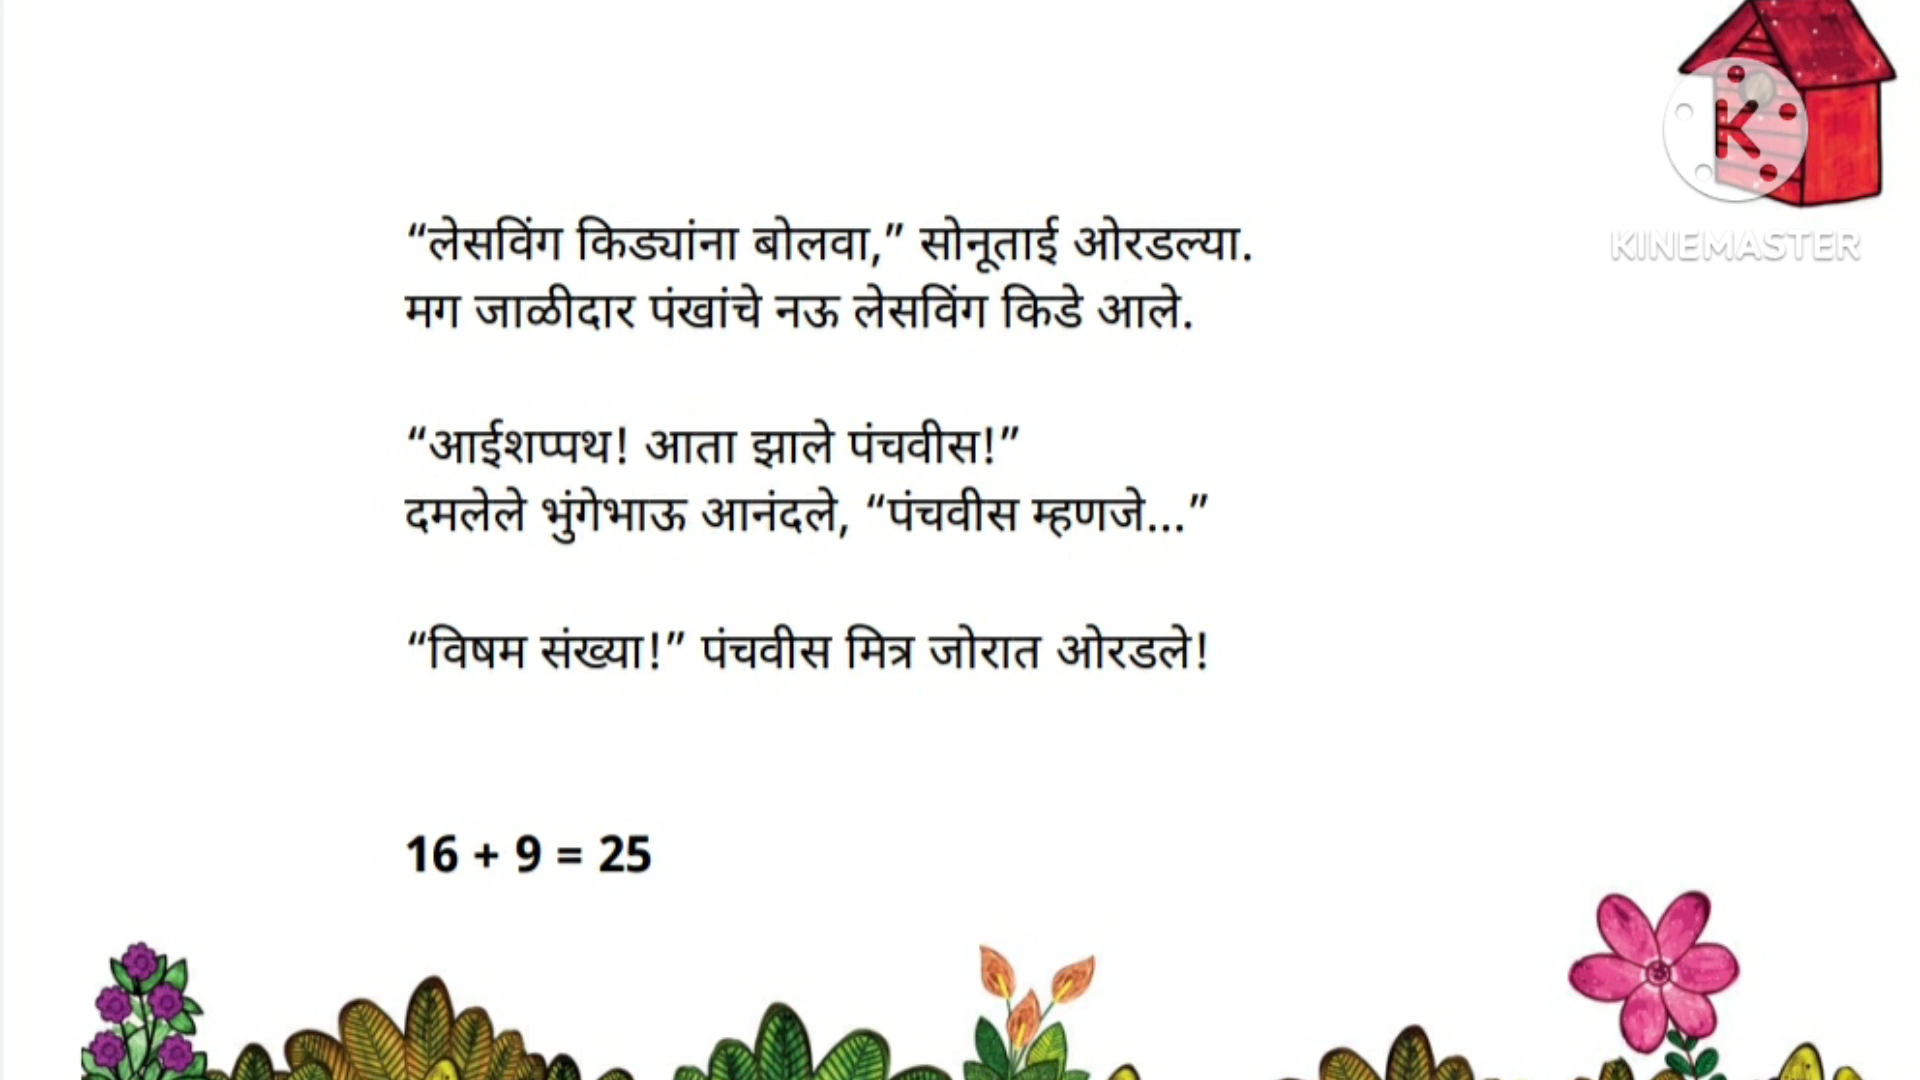 “लेसविंग किड्यांना बोलवा,” सोनूताई ओरडल्या.
मग जाळीदार पंखांचे नऊ लेसविंग किडे आले.
“आईशप्पथ! आता झाले पंचवीस!”
दमलेले भुंगेभाऊ आनंदले, “पंचवीस म्हणजे...”
“विषम संख्या!” पंचवीस मित्र जोरात ओरडले!
16 + 9 = 25
K
KINEMASTER